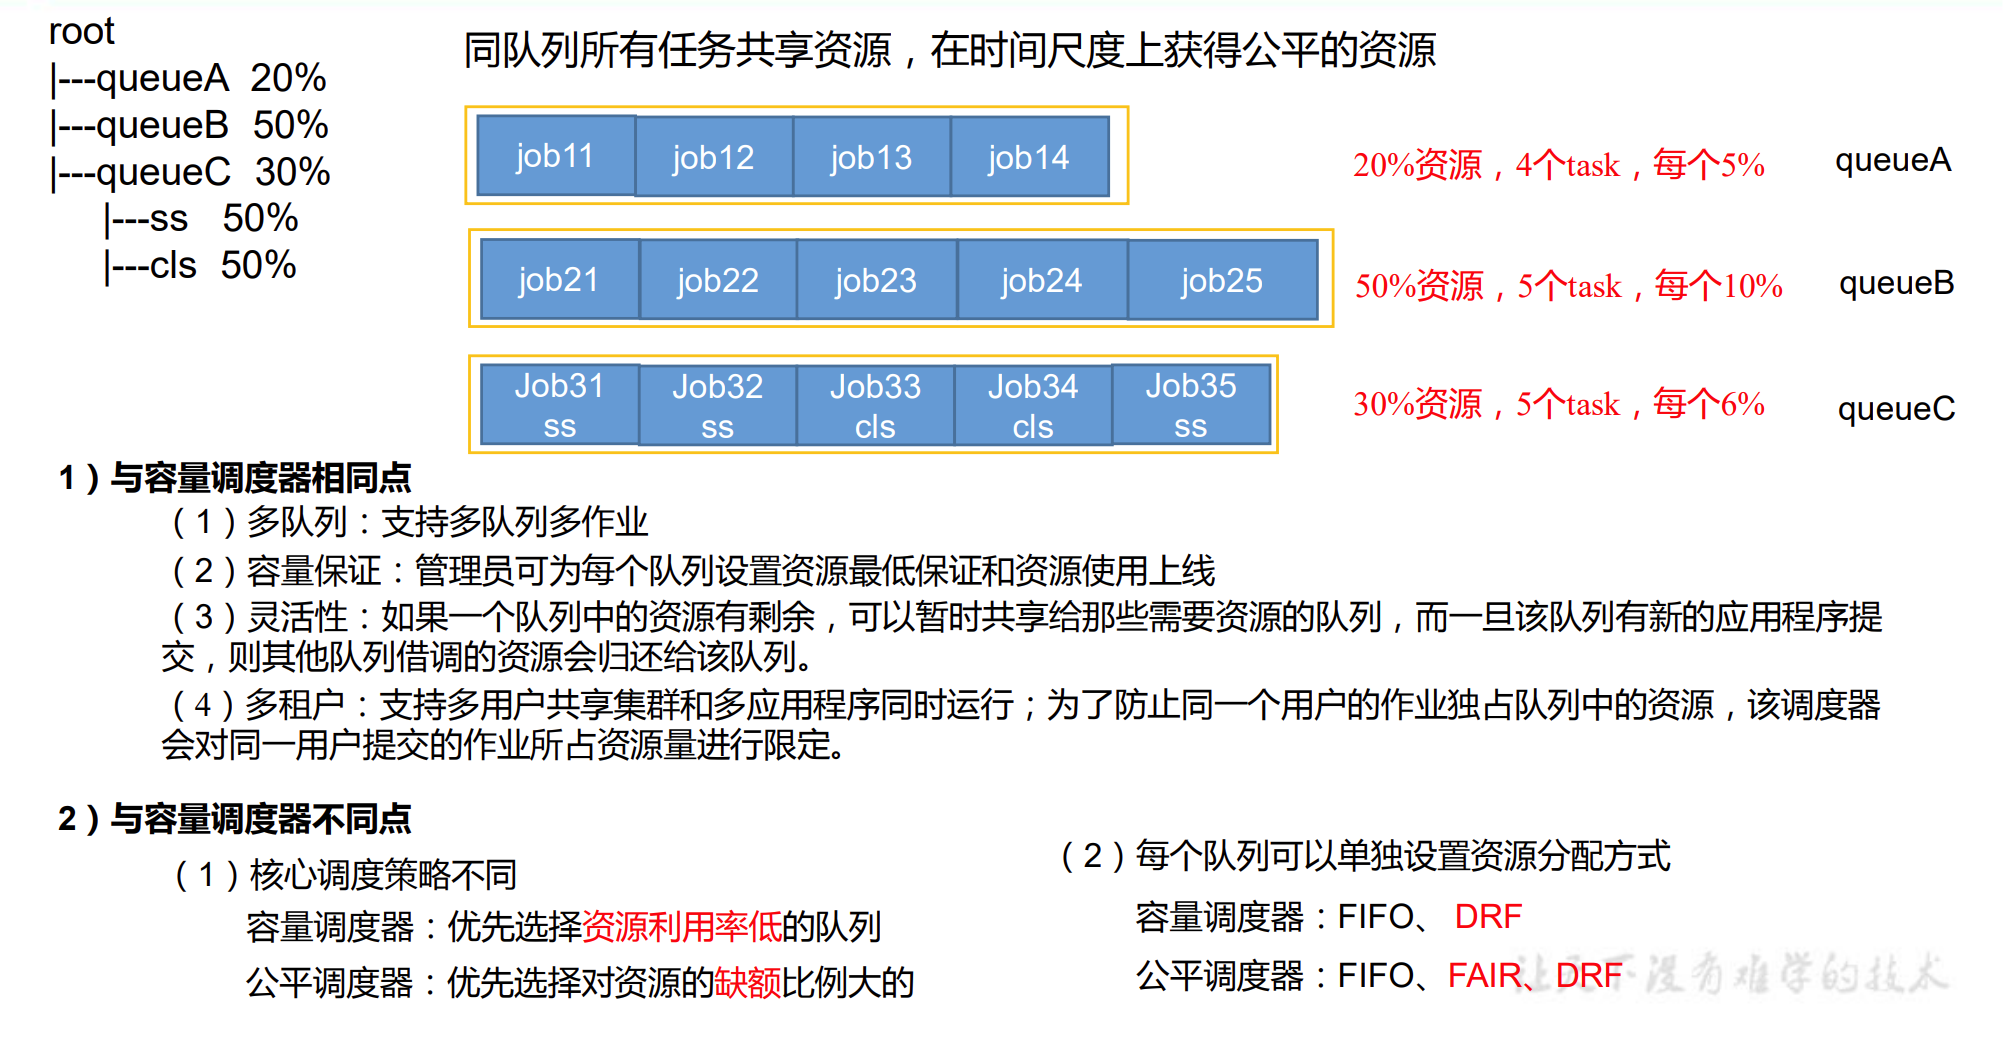 root
|---queueA 20%
|---queueB 50%
|---queueC 30%
|---ss 50%
|---cls 50%
同队列所有任务共享资源，在时间尺度上获得公平的资源
job11 job12 job13 job14
20%资源，4个task，每个5% queueA
job21 job22 job23 job24 job25
50%资源，5个task，每个10% queueB
Job31 Job32 Job33 Job34 Job35
ss ss cls cls ss
30%资源，5个task，每个6% queueC
1）与容量调度器相同点
（1）多队列：支持多队列多作业
（2）容量保证：管理员可为每个队列设置资源最低保证和资源使用上线
（3）灵活性：如果一个队列中的资源有剩余，可以暂时共享给那些需要资源的队列，而一旦该队列有新的应用程序提
交，则其他队列借调的资源会归还给该队列。
（4）多租户：支持多用户共享集群和多应用程序同时运行；为了防止同一个用户的作业独占队列中的资源，该调度器
会对同一用户提交的作业所占资源量进行限定。
2）与容量调度器不同点
（1）核心调度策略不同
容量调度器：优先选择资源利用率低的队列
公平调度器：优先选择对资源的缺额比例大的
（2）每个队列可以单独设置资源分配方式
容量调度器：FIFO、 DRF
公平调度器：FIFO、FAIR、DRF
让天下没有难学的技术